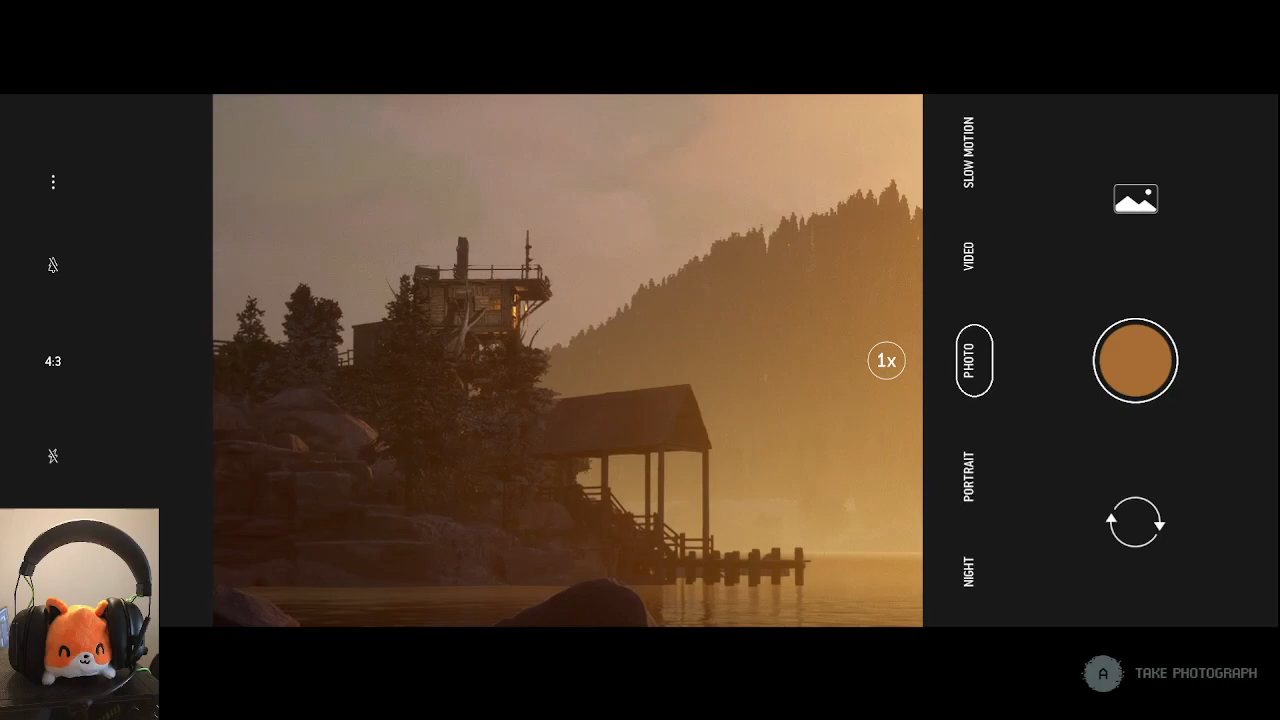 4:3
1x
SLOW MOTION
VIDEO
PHOTO
PORTRAIT
NIGHT
A TAKE PHOTOGRAPH